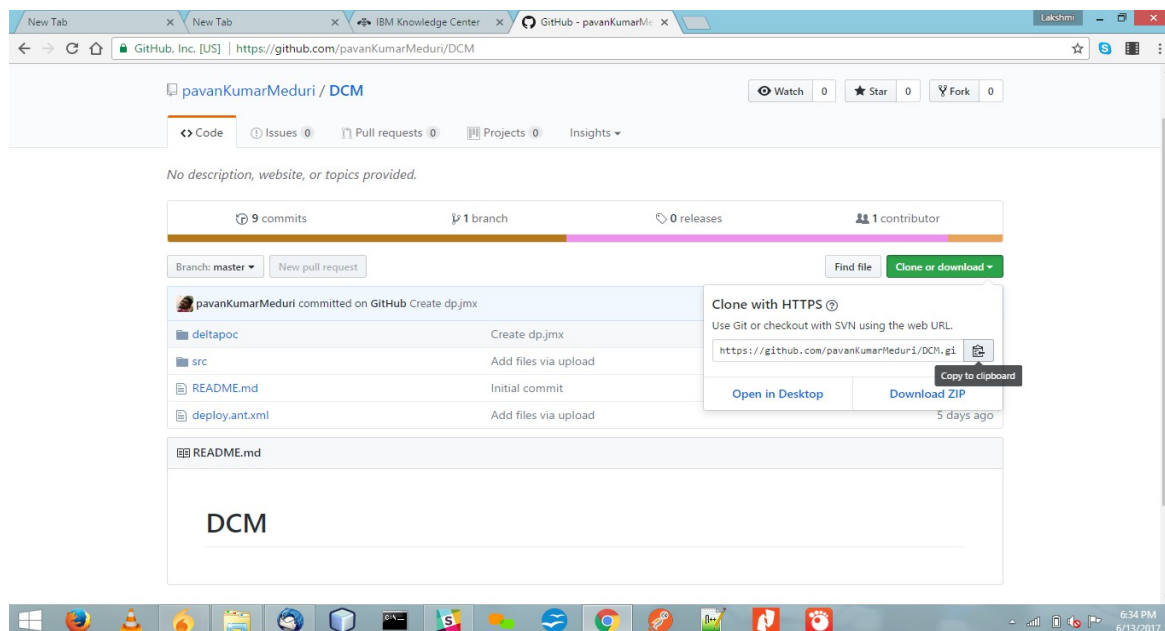 New Tab New Tab IBM Knowledge Center GitHub - pavanKumarMe Lakshmi
GitHub, Inc. [US] | https://github.com/pavanKumarMeduri/DCM
pavanKumarMeduri / DCM Watch 0 Star 0 Fork 0
Code Issues 0 Pull requests 0 Projects 0 Insights
No description, website, or topics provided.
9 commits 1 branch 0 releases 1 contributor
Branch: master New pull request Find file Clone or download
pavanKumarMeduri committed on GitHub Create dp.jmx
Clone with HTTPS
Use Git or checkout with SVN using the web URL.
https://github.com/pavanKumarMeduri/DCM.gi
Copy to clipboard
Open in Desktop Download ZIP
deltapoc Create dp.jmx
src Add files via upload
README.md Initial commit
deploy.ant.xml Add files via upload 5 days ago
README.md
DCM
6:34 PM
6/13/2017